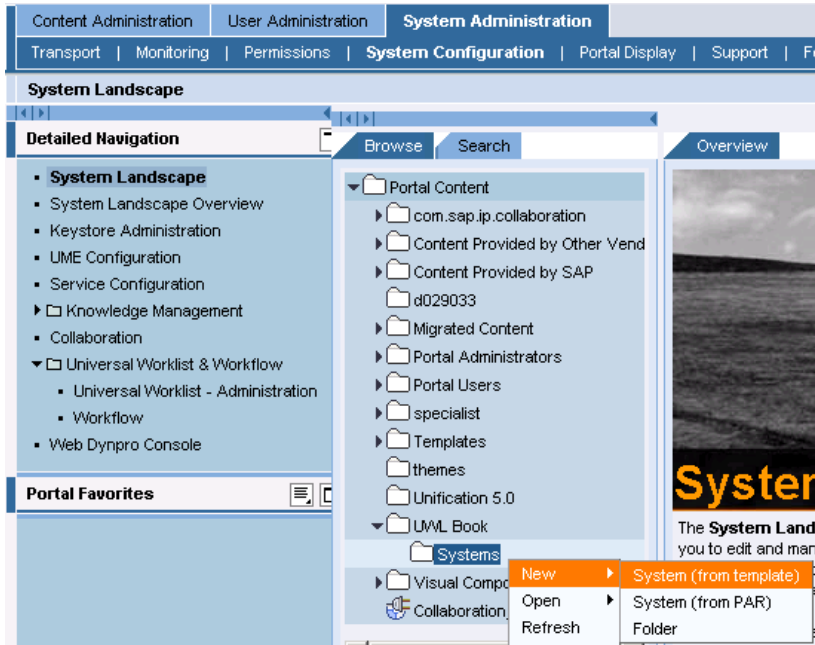 Content Administration User Administration System Administration
Transport | Monitoring | Permissions | System Configuration | Portal Display | Support |
System Landscape
Detailed Navigation
System Landscape
System Landscape Overview
Keystore Administration
UME Configuration
Service Configuration
Knowledge Management
Collaboration
Universal Worklist & Workflow
Universal Worklist - Administration
Workflow
Web Dynpro Console
Portal Favorites
Browse Search
Portal Content
com.sap.ip.collaboration
Content Provided by Other Vend
Content Provided by SAP
d029033
Migrated Content
Portal Administrators
Portal Users
specialist
Templates
themes
Unification 5.0
UWL Book
Systems
Visual Compo
Collaboration_
New
Open
Refresh
System (from template)
System (from PAR)
Folder
Overview
System
The System Land
you to edit and man